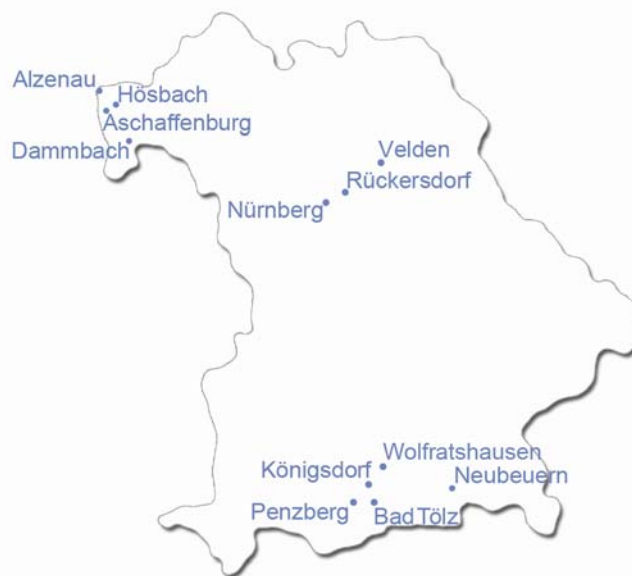 Alzenau
Hösbach
Aschaffenburg
Dammbach
Velden
Rückersdorf
Nürnberg
Wolfratshausen
Königsdorf
Neubeuern
Penzberg
Bad Tölz